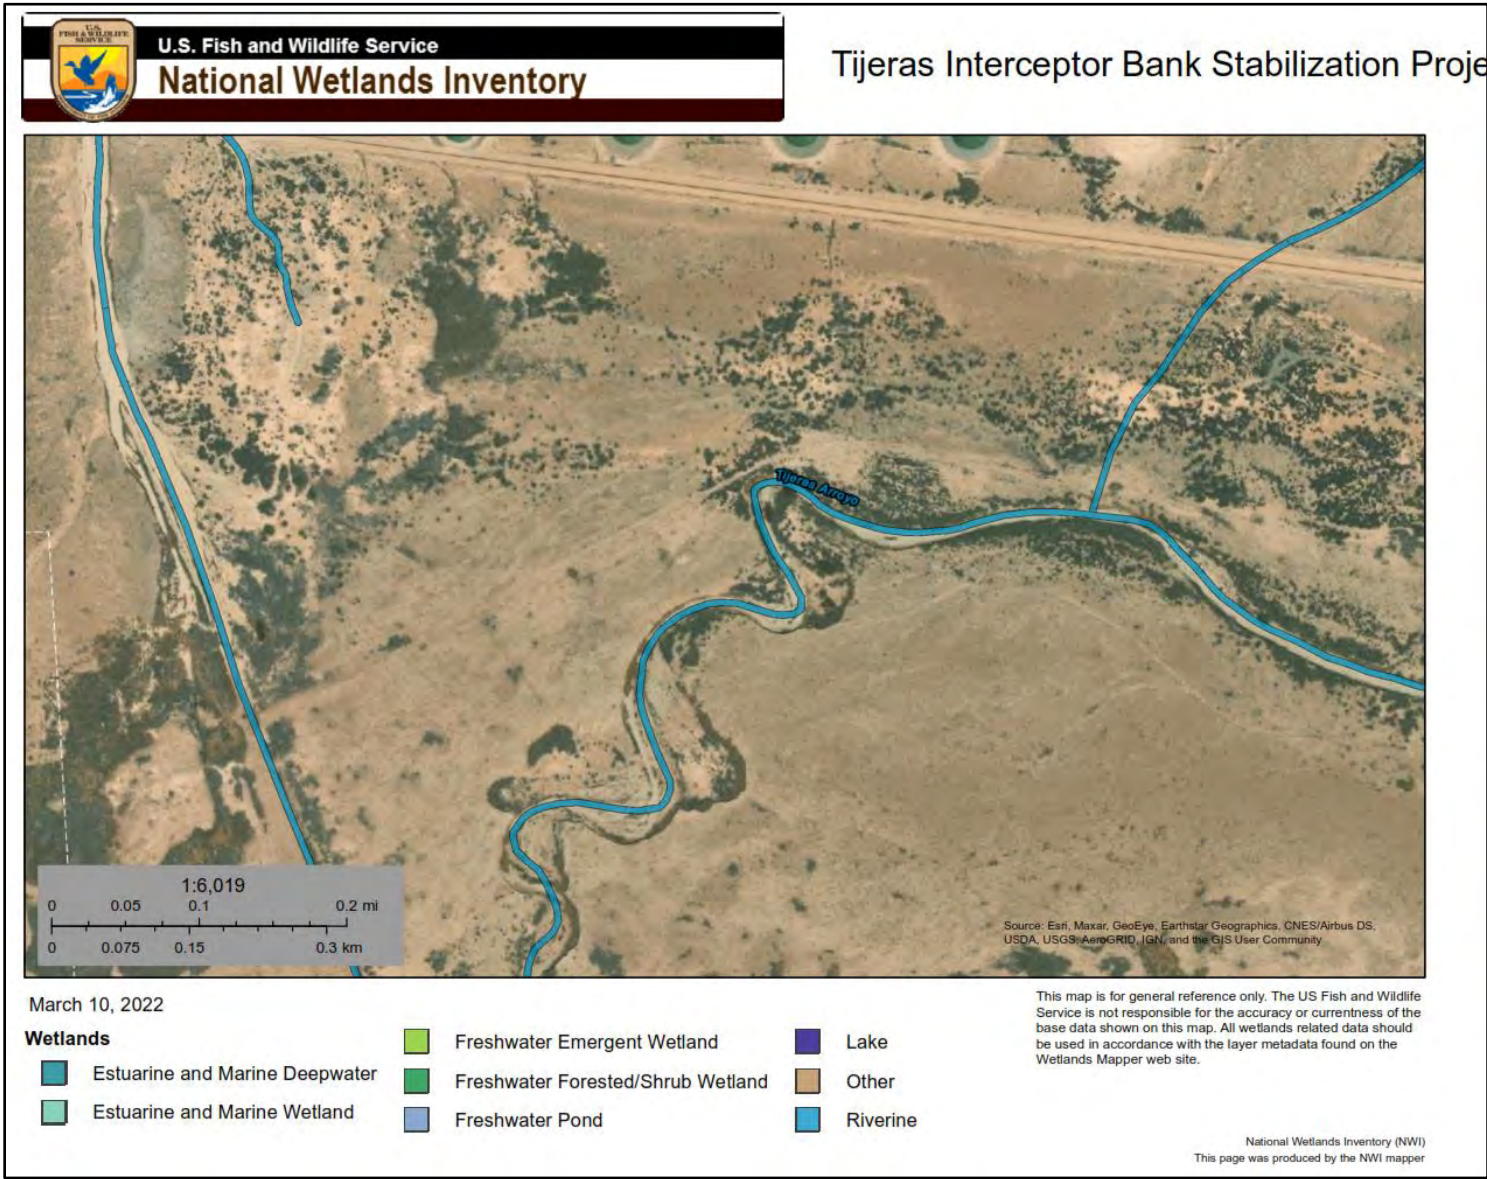 U.S.
FISH & WILDLIFE
SERVICE
U.S. Fish and Wildlife Service
National Wetlands Inventory
Tijeras Interceptor Bank Stabilization Proje
Tijeras Arroyo
1:6,019
0 0.05 0.1 0.2 mi
0 0.075 0.15 0.3 km
Source: Esri, Maxar, GeoEye, Earthstar Geographics, CNES/Airbus DS,
USDA, USGS, AeroGRID, IGN, and the GIS User Community
March 10, 2022
Wetlands
Estuarine and Marine Deepwater
Estuarine and Marine Wetland
Freshwater Emergent Wetland
Freshwater Forested/Shrub Wetland
Freshwater Pond
Lake
Other
Riverine
This map is for general reference only. The US Fish and Wildlife
Service is not responsible for the accuracy or currentness of the
base data shown on this map. All wetlands related data should
be used in accordance with the layer metadata found on the
Wetlands Mapper web site.
National Wetlands Inventory (NWI)
This page was produced by the NWI mapper